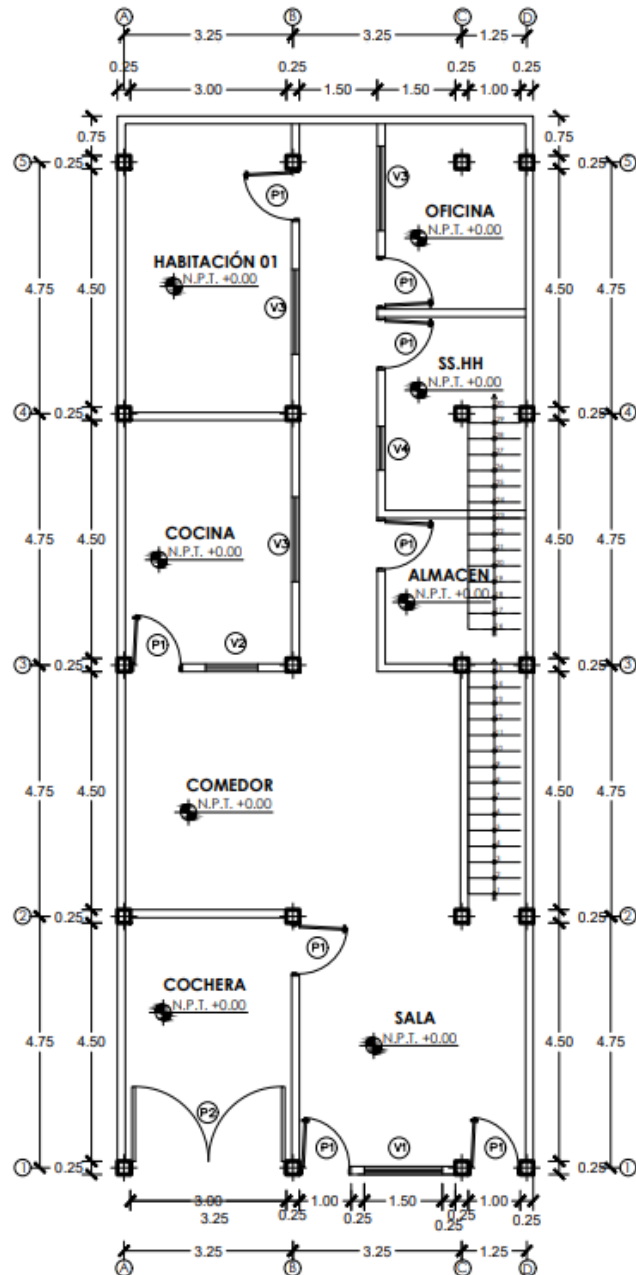 A B C D
3.25 3.25 1.25
0.25 0.25 0.25
0.25 3.00 1.50 1.50 1.00
0.75 0.75
5 0.25 0.25 5
V3
P1
OFICINA
N.P.T. +0.00
HABITACIÓN 01
N.P.T. +0.00
P1
4.75 4.50 4.50 4.75
V3
P1
SS.HH
N.P.T. +0.00
4 0.25 0.25 4
V4
COCINA
N.P.T. +0.00
V3
P1
4.75 4.50 4.50 4.75
ALMACEN
N.P.T. +0.00
P1 V2
3 0.25 0.25 3
COMEDOR
N.P.T. +0.00
4.75 4.50 4.50 4.75
2 0.25 0.25 2
P1
COCHERA
N.P.T. +0.00
SALA
N.P.T. +0.00
4.75 4.50 4.50 4.75
P2
P1 V1 P1
1 0.25 0.25 1
3.00 0.25 1.00 1.50 1.00
3.25 0.25 0.25 0.25 0.25
3.25 3.25 1.25
A B C D